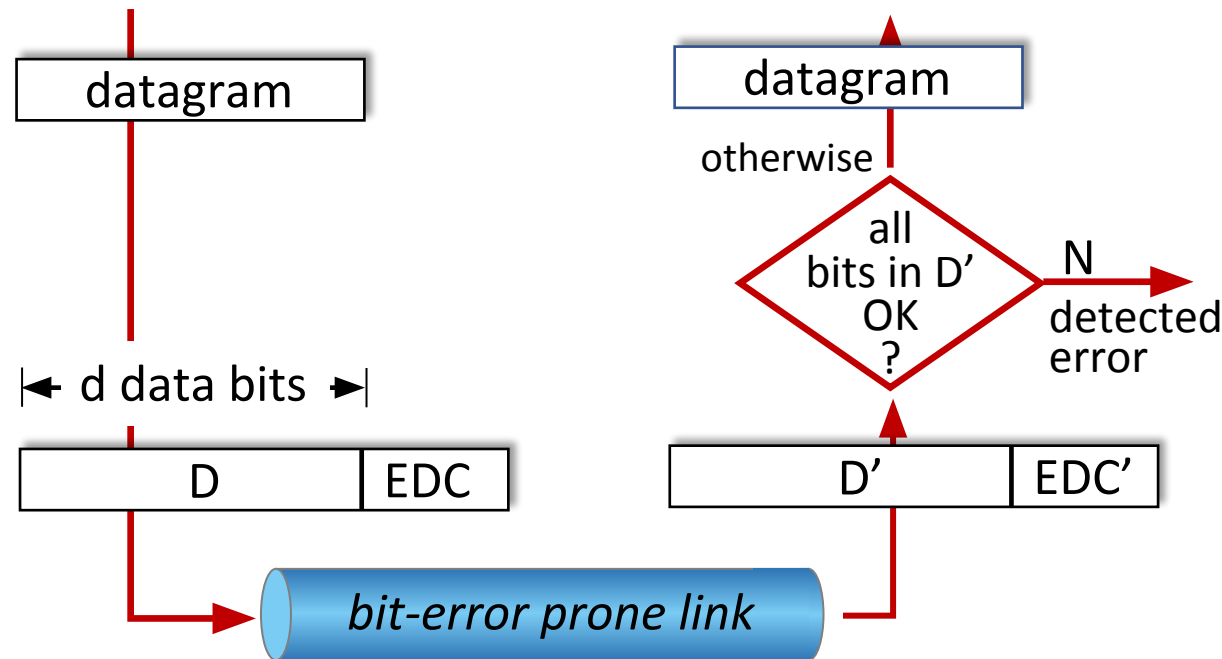 datagram
d data bits
D
EDC
bit-error prone link
datagram
otherwise
all
bits in D’
OK
?
N
detected
error
D’
EDC’